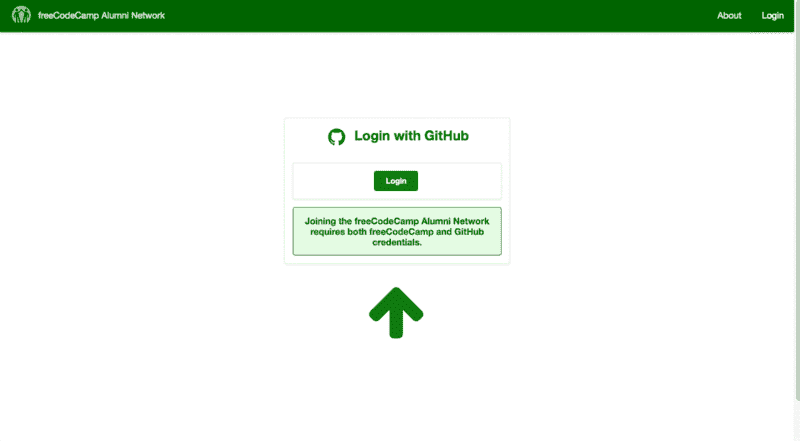 freeCodeCamp Alumni Network
About
Login
Login with GitHub
Login
Joining the freeCodeCamp Alumni Network
requires both freeCodeCamp and GitHub
credentials.